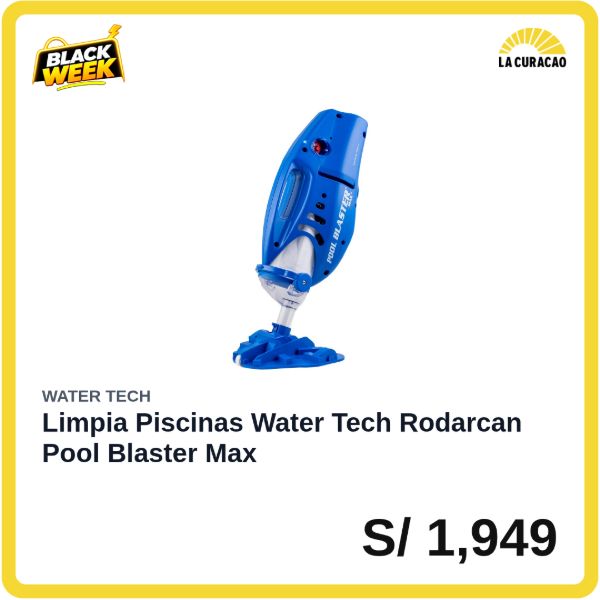 BLACK
WEEK
LA CURACAO
POOL BLASTER
WATER TECH
Limpia Piscinas Water Tech Rodarcan
Pool Blaster Max
S/ 1,949